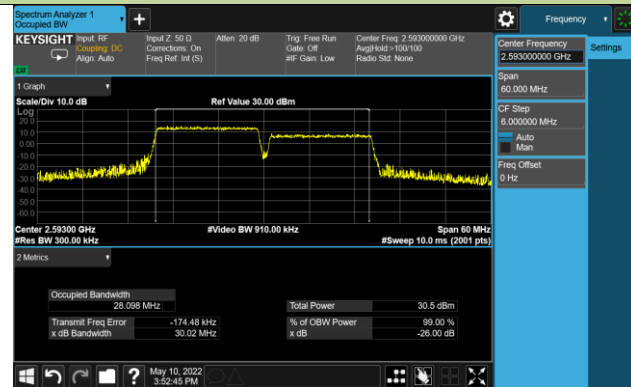 Spectrum Analyzer 1
Occupied BW
Frequency
KEYSIGHT
Input: RF
Coupling: DC
Align: Auto
Input Z: 50 Ω
Corrections: On
Freq Ref: Int (S)
Atten: 20 dB
Trig: Free Run
Gate: Off
#IF Gain: Low
Center Freq: 2.593000000 GHz
Avg|Hold:>100/100
Radio Std: None
LXI
Center Frequency
2.593000000 GHz
Settings
Span
60.000 MHz
CF Step
6.000000 MHz
Auto
Man
Freq Offset
0 Hz
1 Graph
Scale/Div 10.0 dB
Ref Value 30.00 dBm
Log
20.0
10.0
0.00
-10.0
-20.0
-30.0
-40.0
-50.0
-60.0
Center 2.59300 GHz
#Video BW 910.00 kHz
Span 60 MHz
#Res BW 300.00 kHz
#Sweep 10.0 ms (2001 pts)
2 Metrics
Occupied Bandwidth
28.098 MHz
Total Power 30.5 dBm
Transmit Freq Error -174.48 kHz
% of OBW Power 99.00 %
x dB Bandwidth 30.02 MHz
x dB -26.00 dB
May 10, 2022
3:52:45 PM